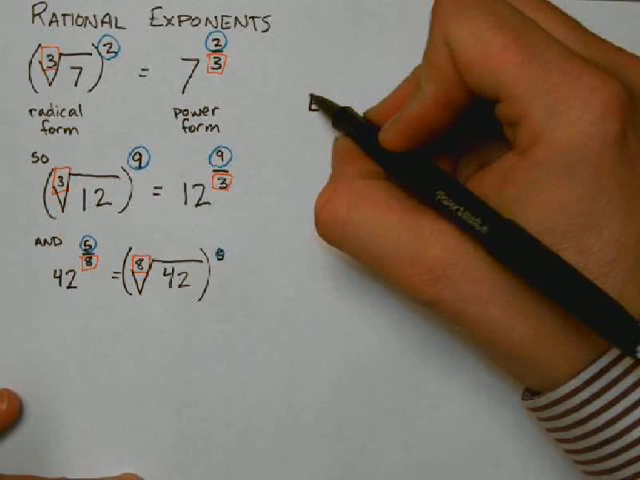 RATIONAL EXPONENTS
(∛7)² = 7^(2/3)
radical form power form
so
(∛12)⁹ = 12^(9/3)
AND
42^(5/8) = (⁸√42)⁵
E